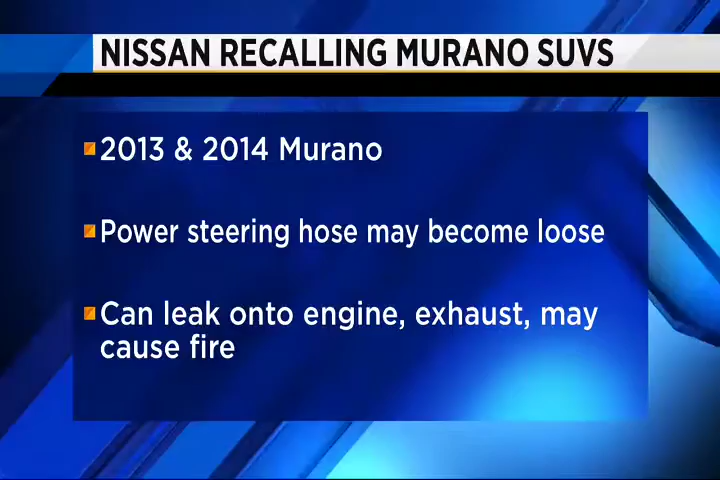 NISSAN RECALLING MURANO SUVS
2013 & 2014 Murano
Power steering hose may become loose
Can leak onto engine, exhaust, may
cause fire